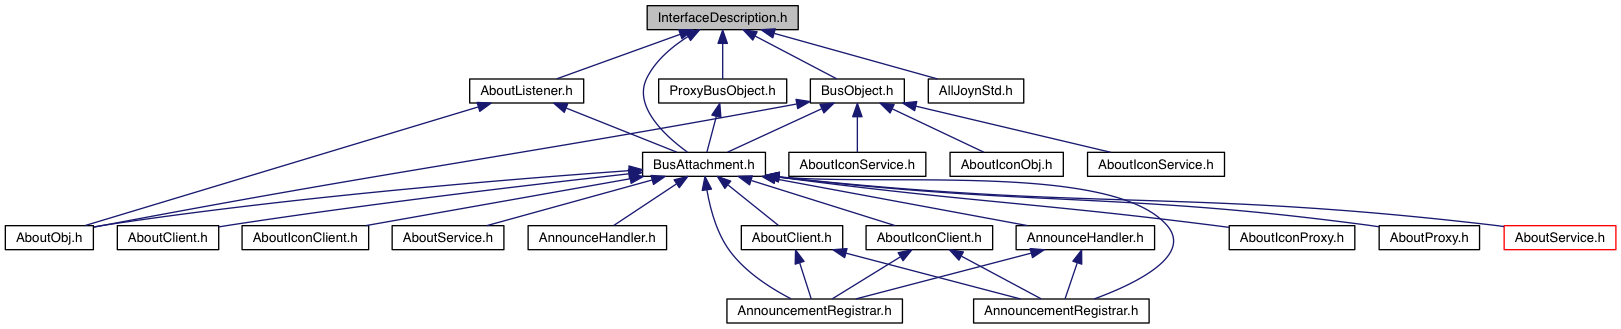 InterfaceDescription.h
AboutListener.h
ProxyBusObject.h
BusObject.h
AllJoynStd.h
BusAttachment.h
AboutIconService.h
AboutIconObj.h
AboutIconService.h
AboutObj.h
AboutClient.h
AboutIconClient.h
AboutService.h
AnnounceHandler.h
AboutClient.h
AboutIconClient.h
AnnounceHandler.h
AboutIconProxy.h
AboutProxy.h
AboutService.h
AnnouncementRegistrar.h
AnnouncementRegistrar.h